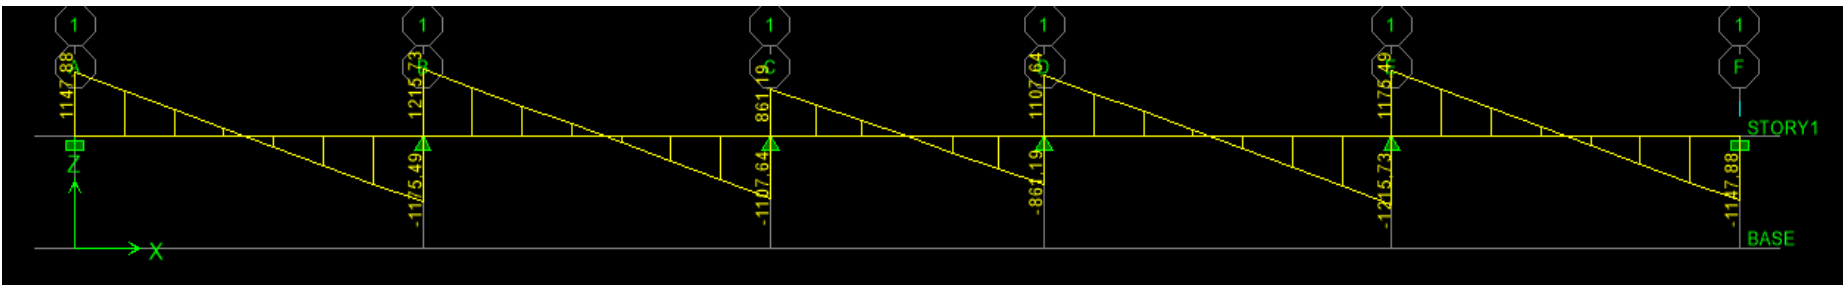 1 1 1 1 1 1
A B C D E F
1147.88 1215.73 861.19 1107.64 1175.49
STORY1
Z
-1175.49 -1107.64 -861.19 -1215.73 -1147.88
X
BASE